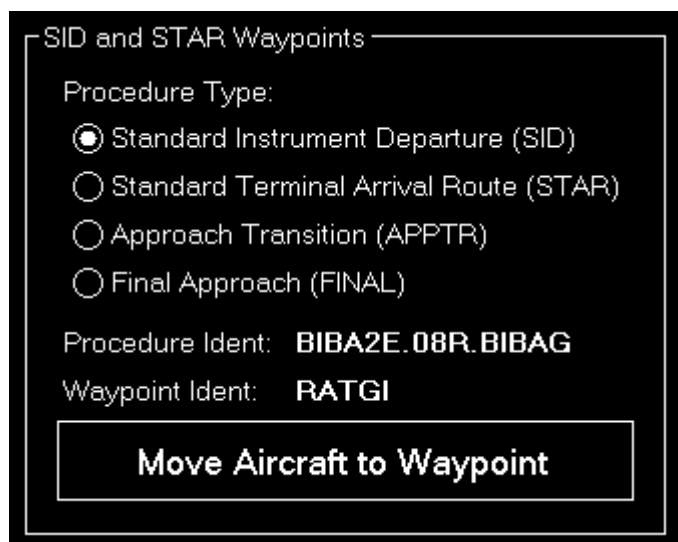 SID and STAR Waypoints
Procedure Type:
Standard Instrument Departure (SID)
Standard Terminal Arrival Route (STAR)
Approach Transition (APPTR)
Final Approach (FINAL)
Procedure Ident: BIBA2E.08R.BIBAG
Waypoint Ident: RATGI
Move Aircraft to Waypoint